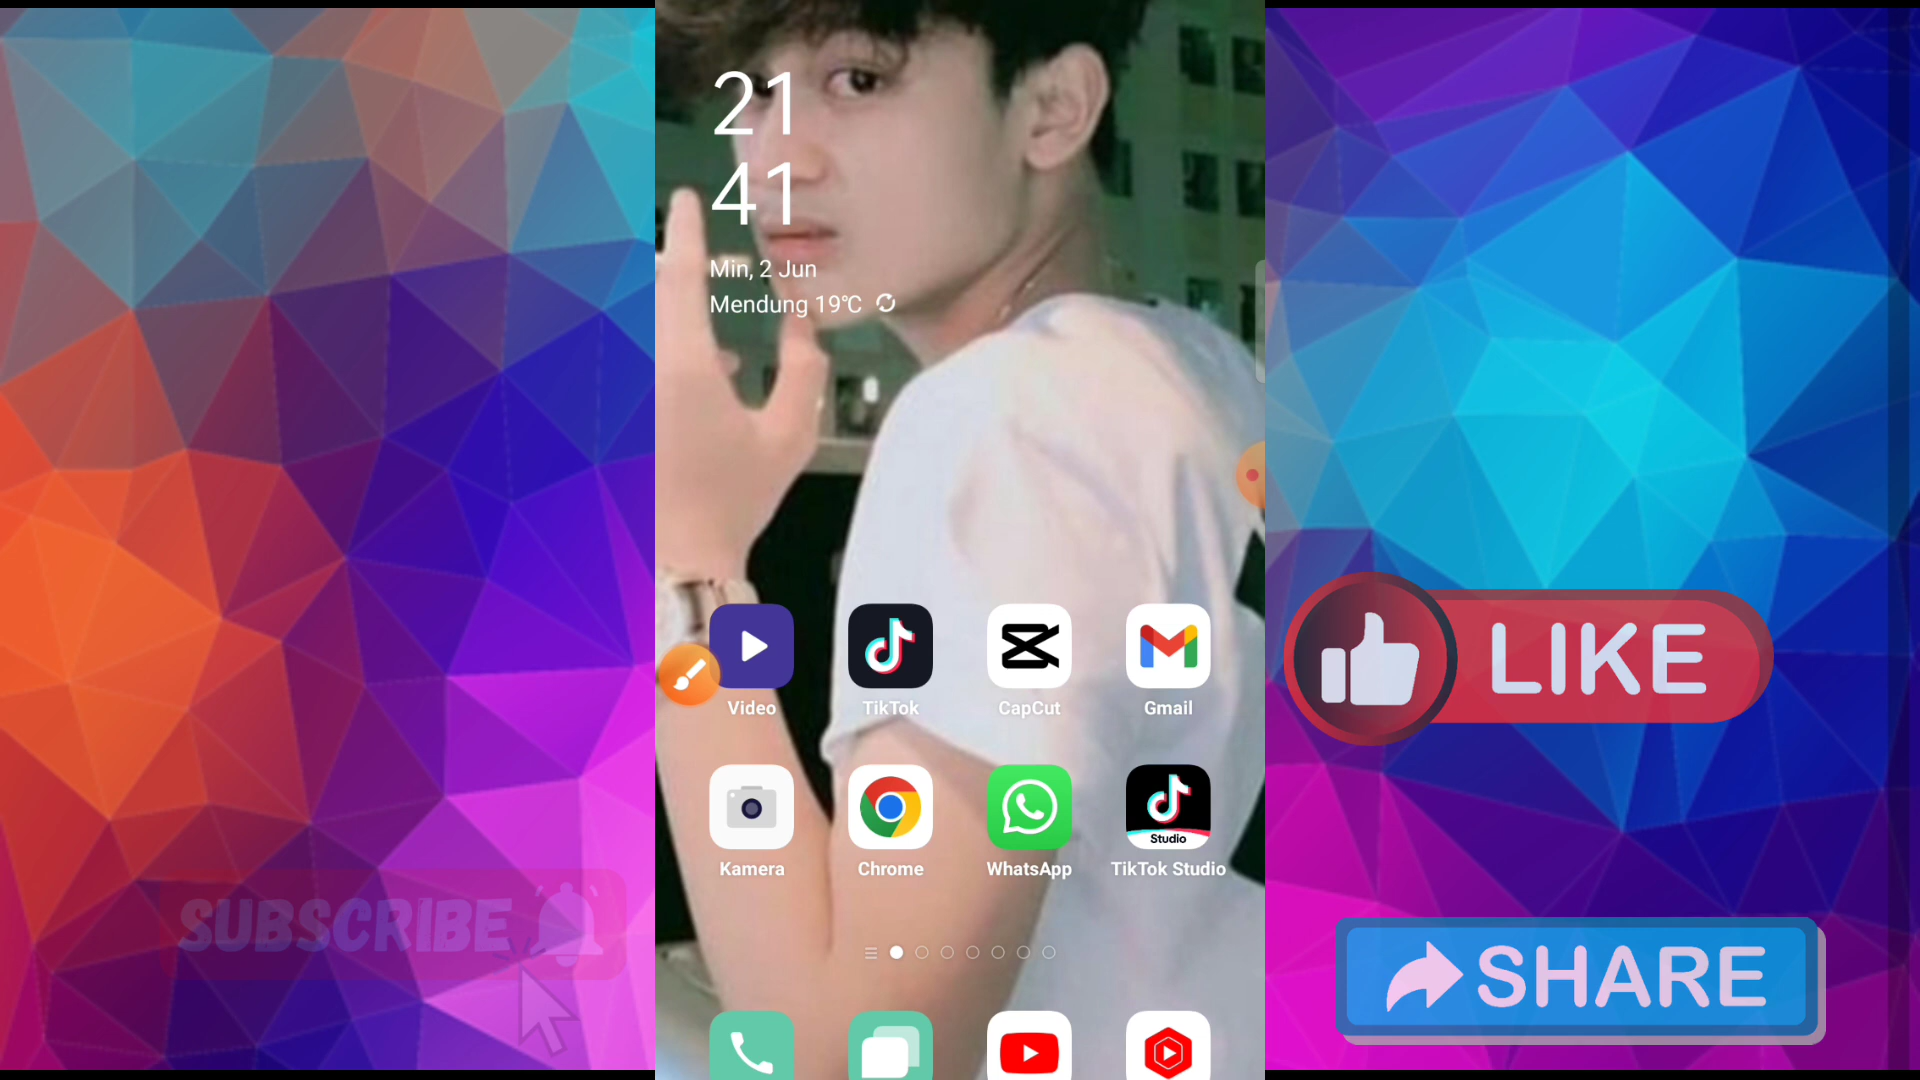 21
41
Min, 2 Jun
Mendung 19℃
Video
TikTok
CapCut
Gmail
LIKE
Studio
Kamera
Chrome
WhatsApp
TikTok Studio
SUBSCRIBE
SHARE